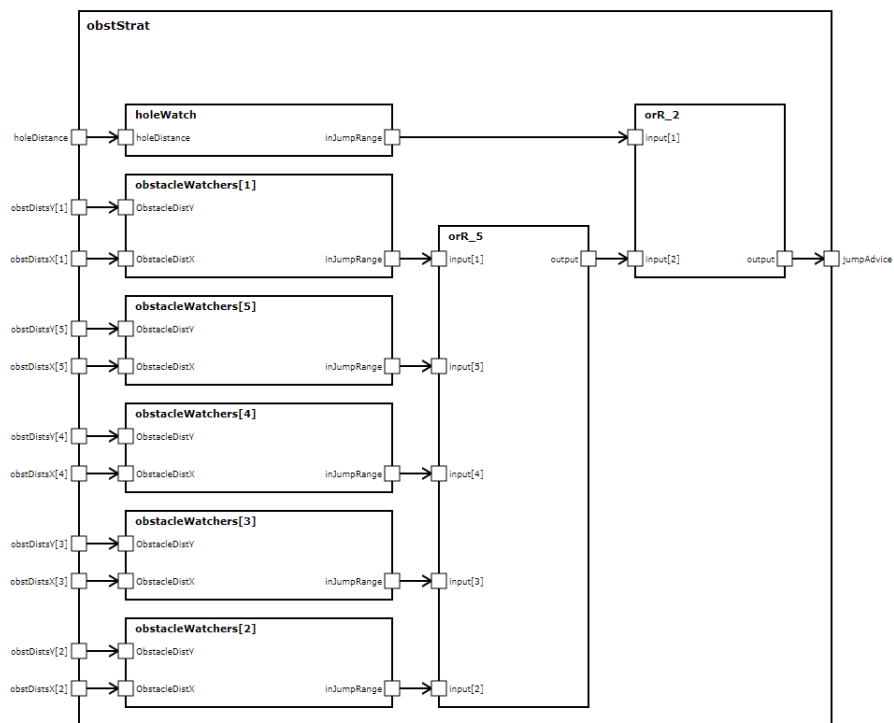 obstStrat
holeWatch
orR_2
holeDistance holeDistance inJumpRange input[1]
obstacleWatchers[1]
obstDistsY[1] ObstacleDistY
orR_5
obstDistsX[1] ObstacleDistX inJumpRange input[1] output input[2] output jumpAdvice
obstacleWatchers[5]
obstDistsY[5] ObstacleDistY
obstDistsX[5] ObstacleDistX inJumpRange input[5]
obstacleWatchers[4]
obstDistsY[4] ObstacleDistY
obstDistsX[4] ObstacleDistX inJumpRange input[4]
obstacleWatchers[3]
obstDistsY[3] ObstacleDistY
obstDistsX[3] ObstacleDistX inJumpRange input[3]
obstacleWatchers[2]
obstDistsY[2] ObstacleDistY
obstDistsX[2] ObstacleDistX inJumpRange input[2]